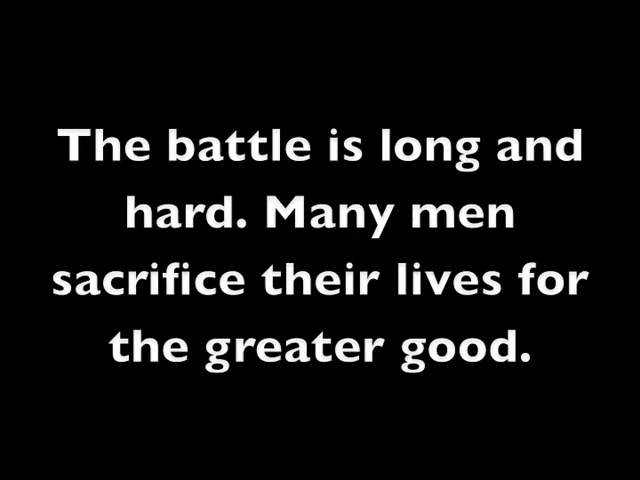 The battle is long and
hard. Many men
sacrifice their lives for
the greater good.